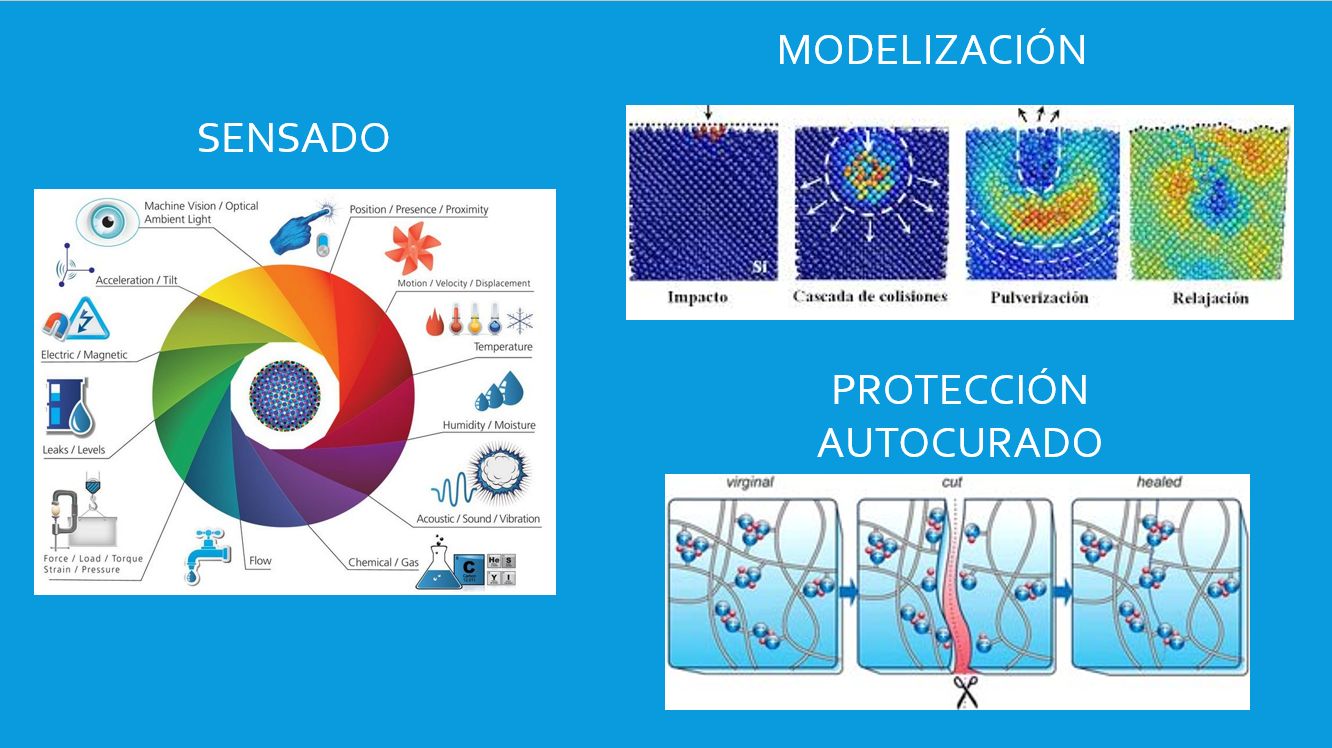 SENSADO
Machine Vision / Optical
Ambient Light
Position / Presence / Proximity
Acceleration / Tilt
Motion / Velocity / Displacement
Electric / Magnetic
Temperature
Leaks / Levels
Humidity / Moisture
Acoustic / Sound / Vibration
Force / Load / Torque
Strain / Pressure
Flow
Chemical / Gas
C
He S
Y I
MODELIZACIÓN
Si
Impacto
Cascada de colisiones
Pulverización
Relajación
PROTECCIÓN
AUTOCURADO
virginal
cut
healed